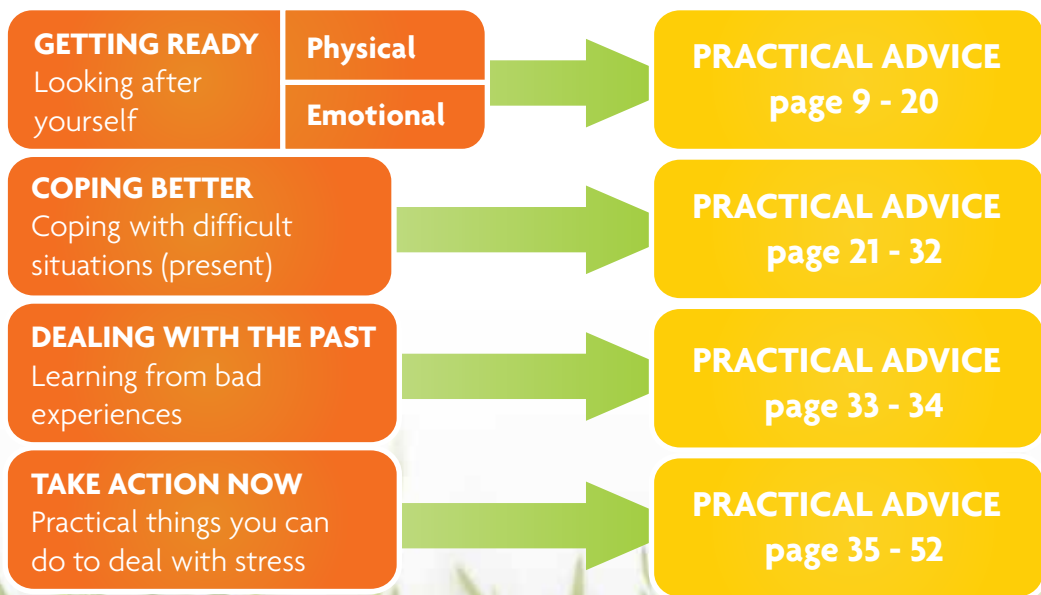 GETTING READY
Looking after
yourself
Physical
Emotional
PRACTICAL ADVICE
page 9 - 20
COPING BETTER
Coping with difficult
situations (present)
PRACTICAL ADVICE
page 21 - 32
DEALING WITH THE PAST
Learning from bad
experiences
PRACTICAL ADVICE
page 33 - 34
TAKE ACTION NOW
Practical things you can
do to deal with stress
PRACTICAL ADVICE
page 35 - 52